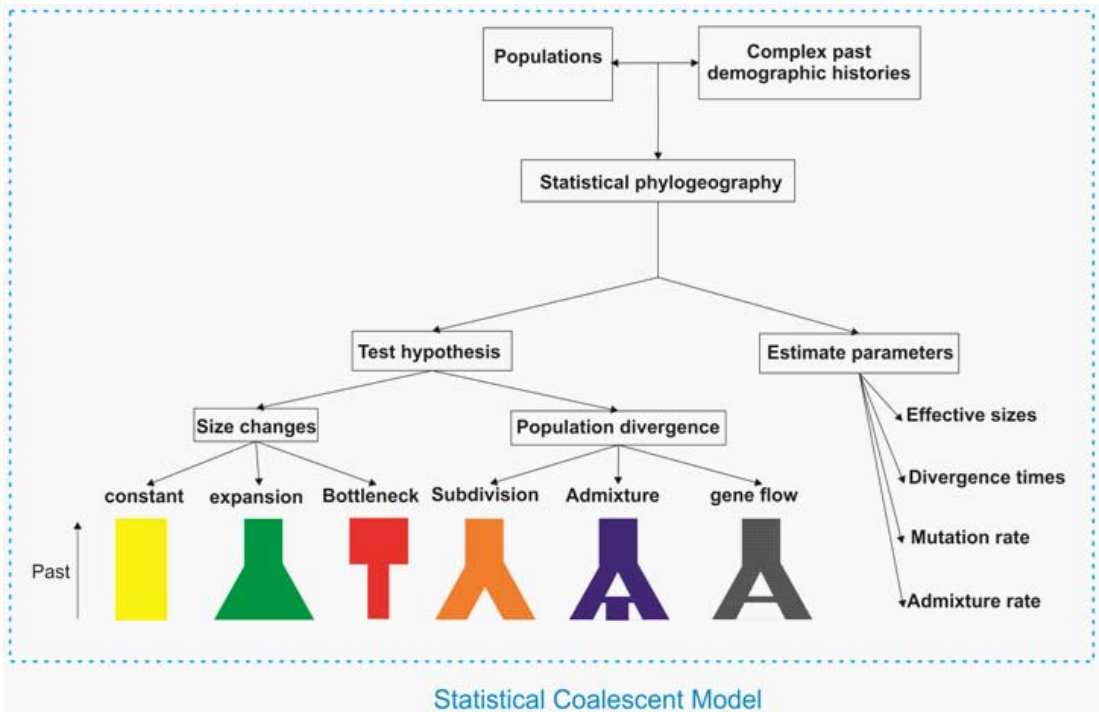 Populations
Complex past
demographic histories
Statistical phylogeography
Test hypothesis
Estimate parameters
Size changes
Population divergence
Effective sizes
Divergence times
Mutation rate
Admixture rate
constant
expansion
Bottleneck
Subdivision
Admixture
gene flow
Past
Statistical Coalescent Model